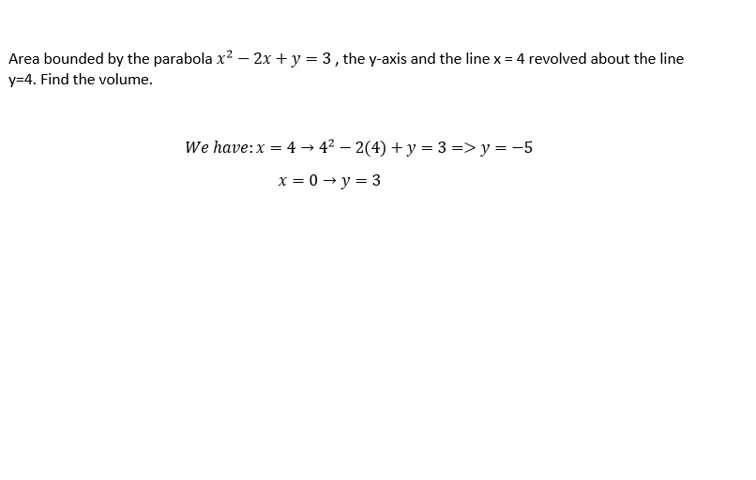 Area bounded by the parabola x² − 2x + y = 3 , the y-axis and the line x = 4 revolved about the line
y=4. Find the volume.
We have: x = 4 → 4² − 2(4) + y = 3 => y = −5
x = 0 → y = 3